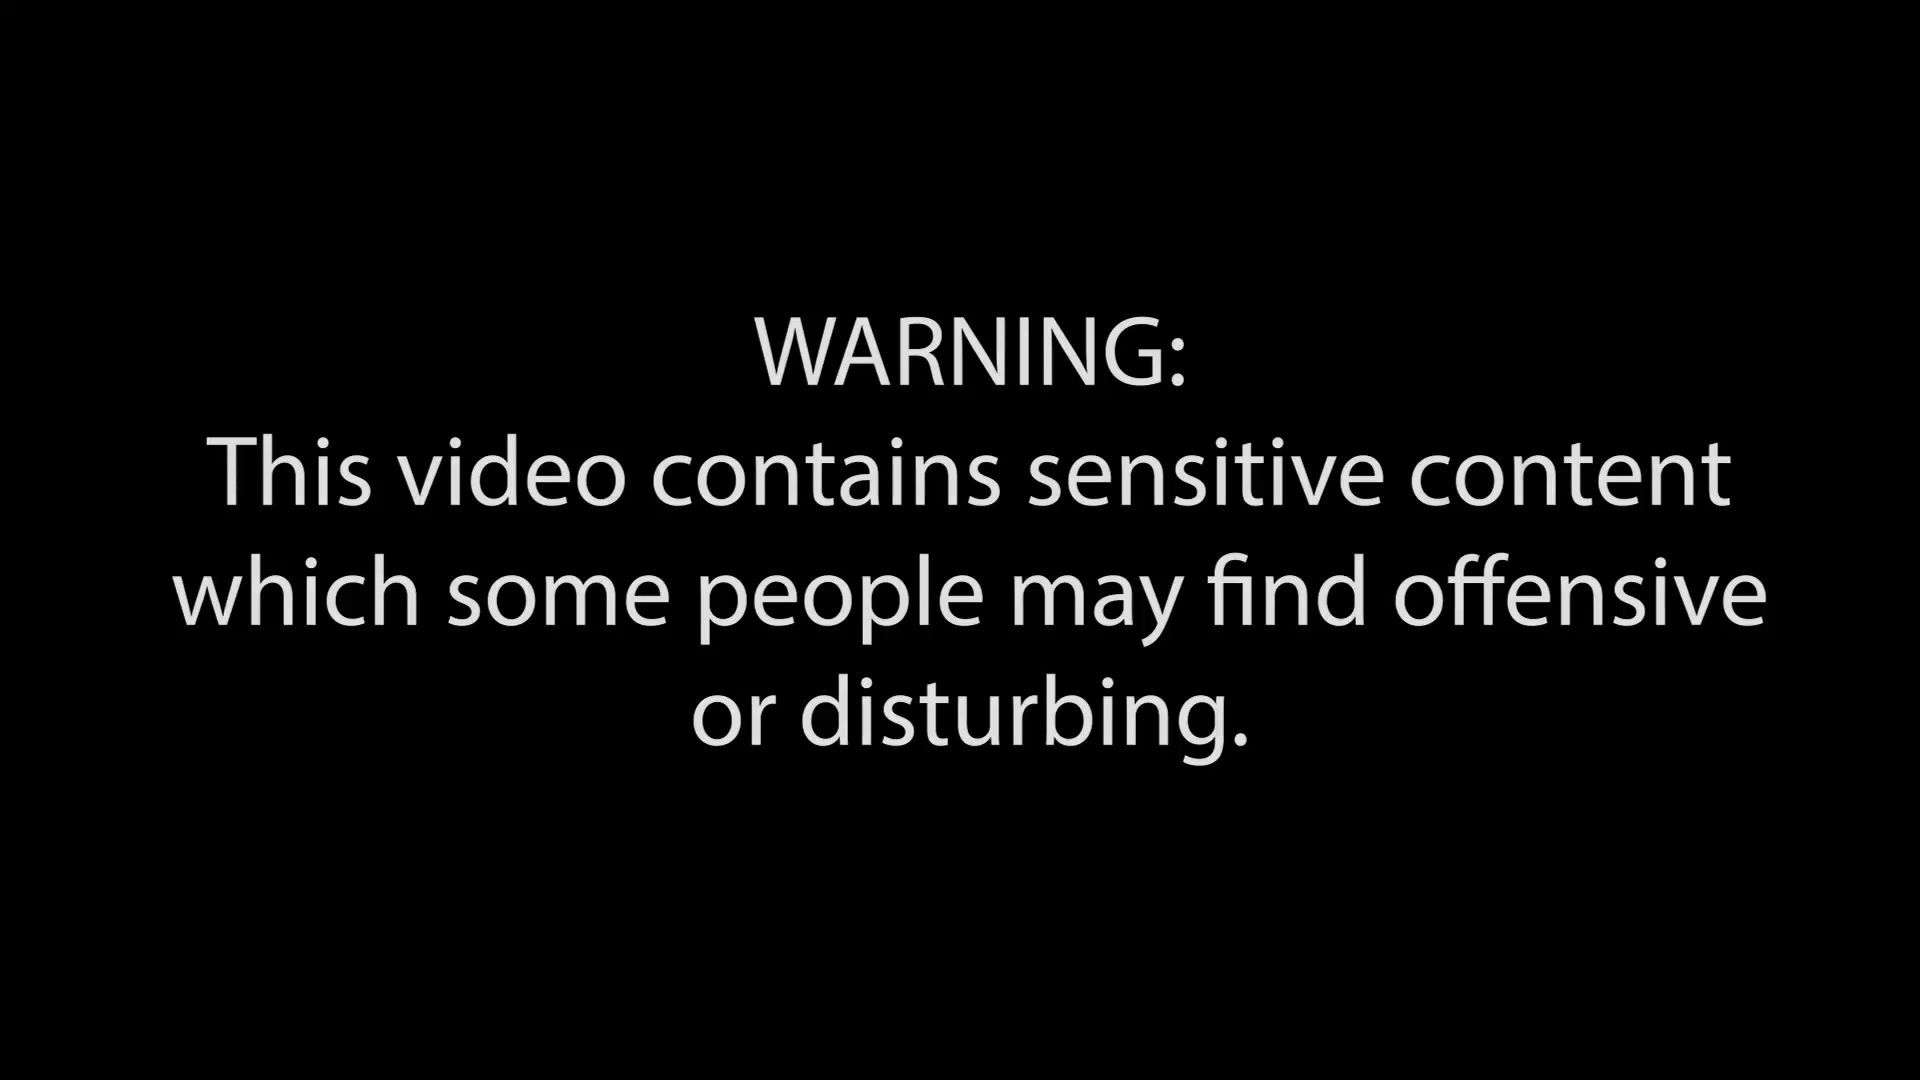 WARNING:
This video contains sensitive content
which some people may find offensive
or disturbing.